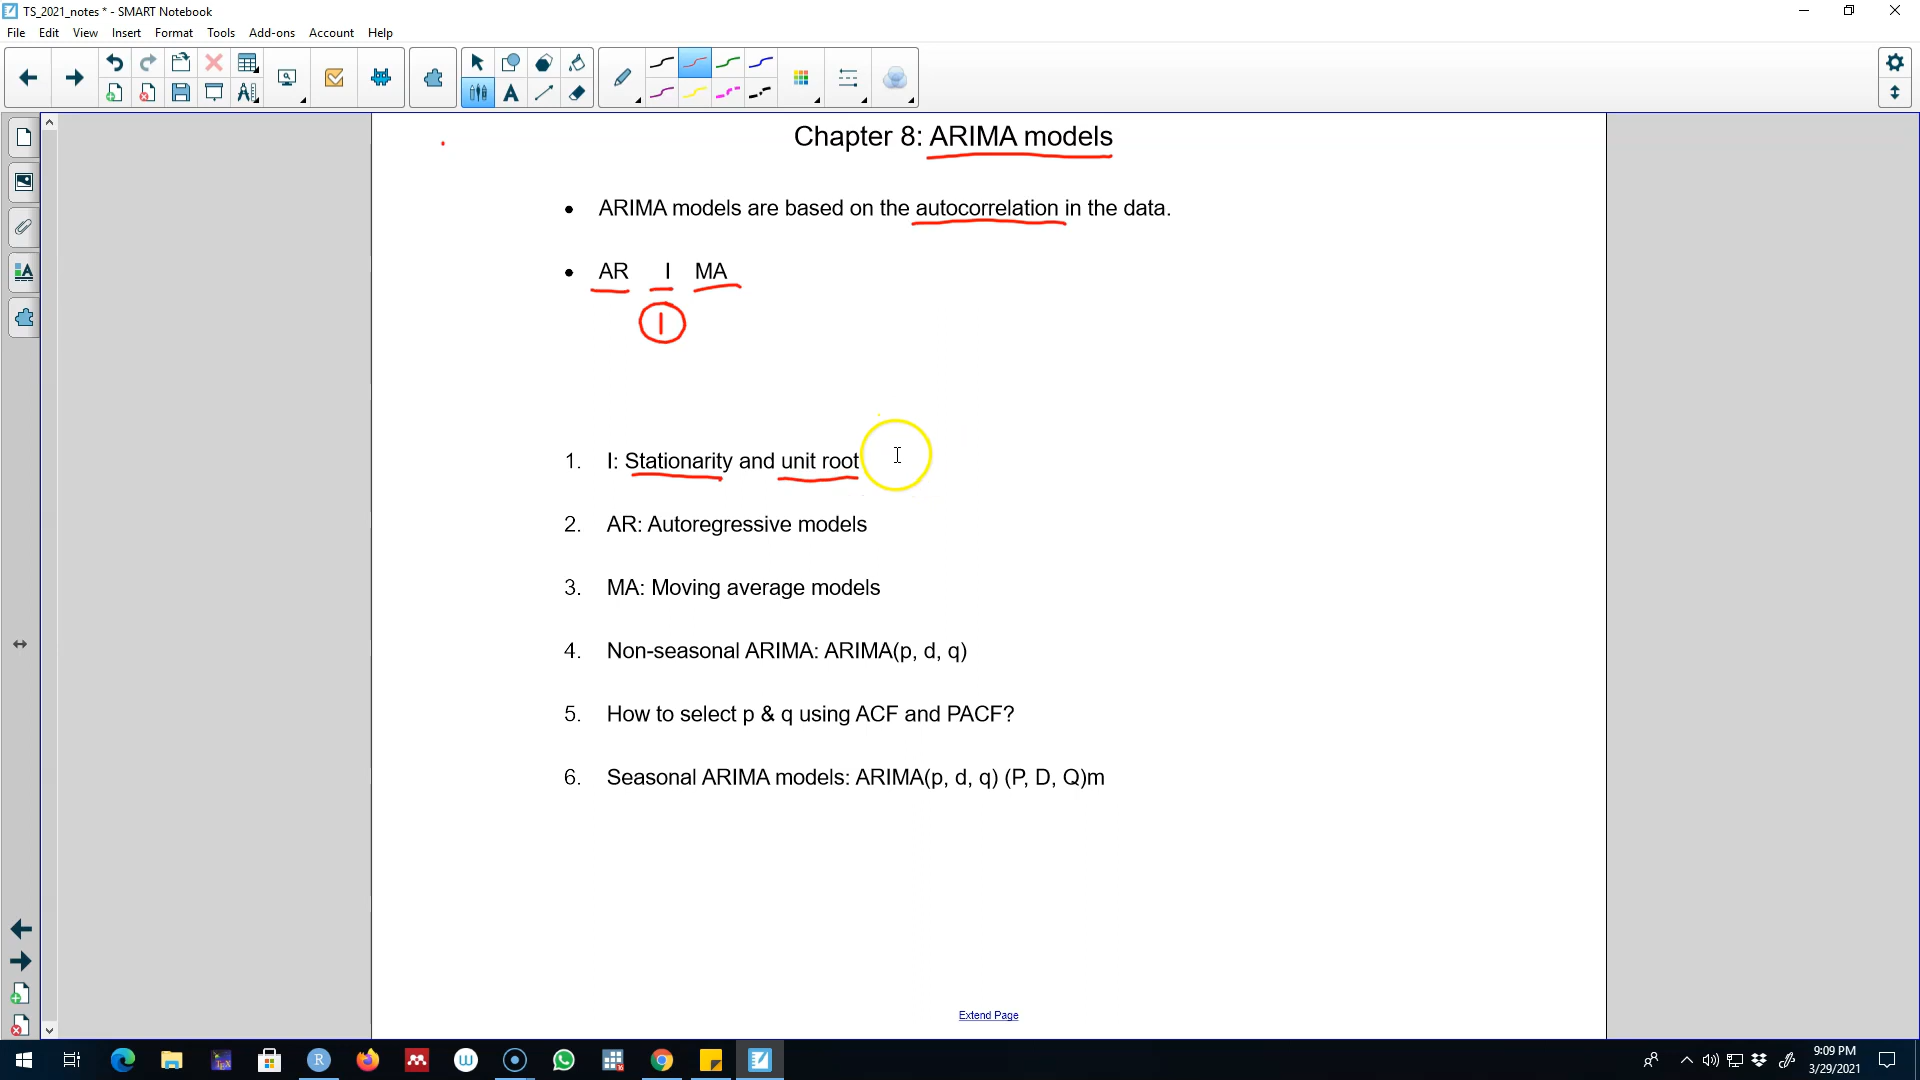 TS_2021_notes * - SMART Notebook
File Edit View Insert Format Tools Add-ons Account Help
Chapter 8: ARIMA models
• ARIMA models are based on the autocorrelation in the data.
• AR I MA
1
1. I: Stationarity and unit root
2. AR: Autoregressive models
3. MA: Moving average models
4. Non-seasonal ARIMA: ARIMA(p, d, q)
5. How to select p & q using ACF and PACF?
6. Seasonal ARIMA models: ARIMA(p, d, q) (P, D, Q)m
Extend Page
9:09 PM
3/29/2021